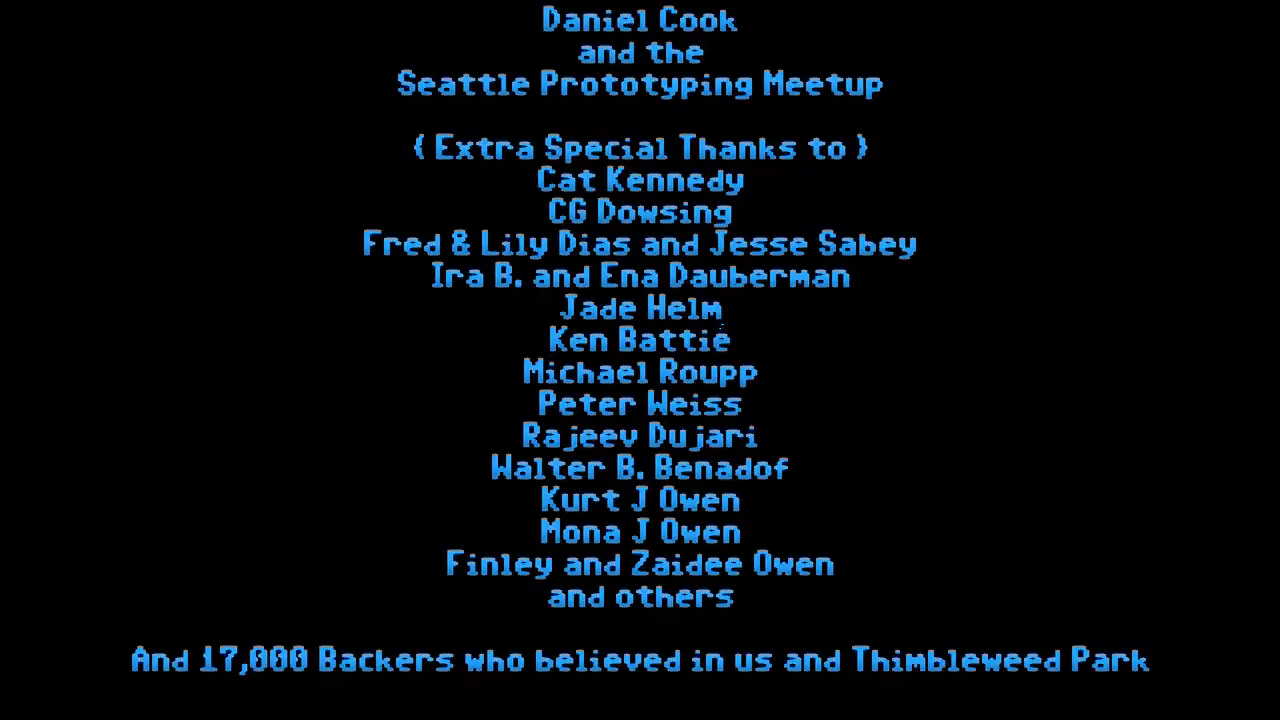 Daniel Cook
and the
Seattle Prototyping Meetup
{ Extra Special Thanks to }
Cat Kennedy
CG Dowsing
Fred & Lily Dias and Jesse Sabey
Ira B. and Ena Dauberman
Jade Helm
Ken Battie
Michael Roupp
Peter Weiss
Rajeev Dujari
Walter B. Benadof
Kurt J Owen
Mona J Owen
Finley and Zaidee Owen
and others
And 17,000 Backers who believed in us and Thimbleweed Park